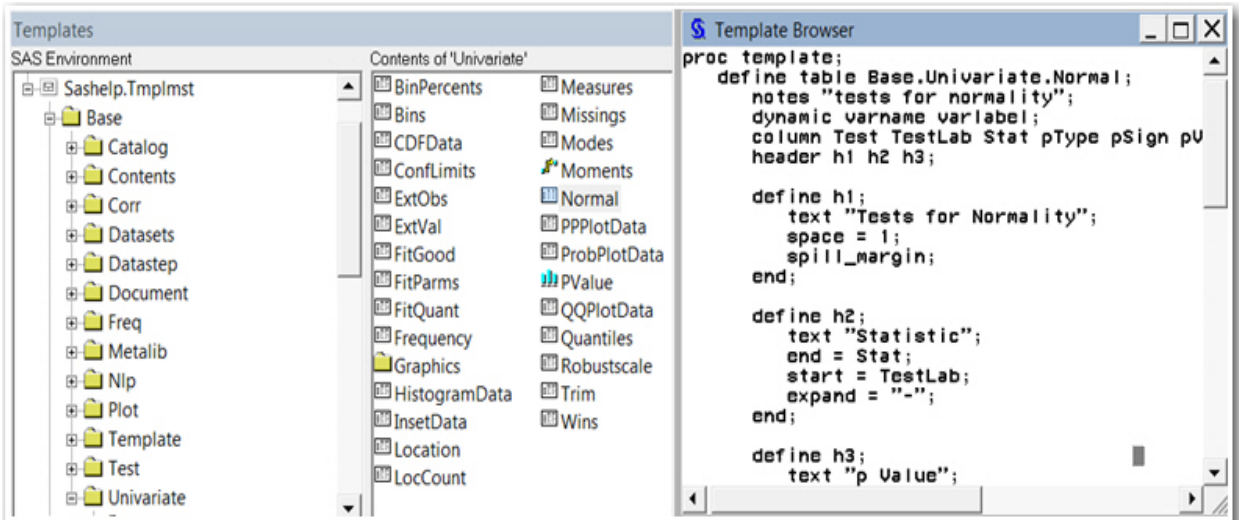 Templates
SAS Environment
Sashelp.Tmplmst
Base
Catalog
Contents
Corr
Datasets
Datastep
Document
Freq
Metalib
Nlp
Plot
Template
Test
Univariate
Contents of 'Univariate'
BinPercents
Bins
CDFData
ConfLimits
ExtObs
ExtVal
FitGood
FitParms
FitQuant
Frequency
Graphics
HistogramData
InsetData
Location
LocCount
Measures
Missings
Modes
Moments
Normal
PPPlotData
ProbPlotData
PValue
QQPlotData
Quantiles
Robustscale
Trim
Wins
Template Browser
proc template;
define table Base.Univariate.Normal;
notes "tests for normality";
dynamic varname varlabel;
column Test TestLab Stat pType pSign pV
header h1 h2 h3;
define h1;
text "Tests for Normality";
space = 1;
spill_margin;
end;
define h2;
text "Statistic";
end = Stat;
start = TestLab;
expand = "-";
end;
define h3;
text "p Value";